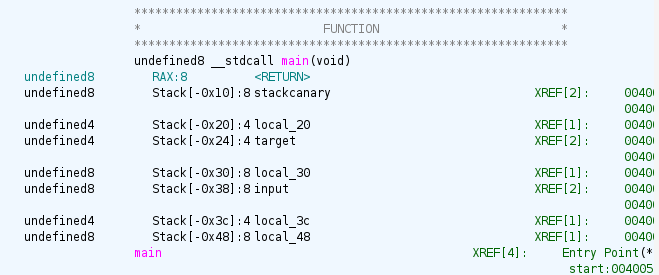 *************************************************************
* FUNCTION *
*************************************************************
undefined8 __stdcall main(void)
undefined8 RAX:8 <RETURN>
undefined8 Stack[-0x10]:8 stackcanary XREF[2]: 0040
0040
undefined4 Stack[-0x20]:4 local_20 XREF[1]: 0040
undefined4 Stack[-0x24]:4 target XREF[2]: 0040
0040
undefined8 Stack[-0x30]:8 local_30 XREF[1]: 0040
undefined8 Stack[-0x38]:8 input XREF[2]: 0040
0040
undefined4 Stack[-0x3c]:4 local_3c XREF[1]: 0040
undefined8 Stack[-0x48]:8 local_48 XREF[1]: 0040
main XREF[4]: Entry Point(*
start:004005